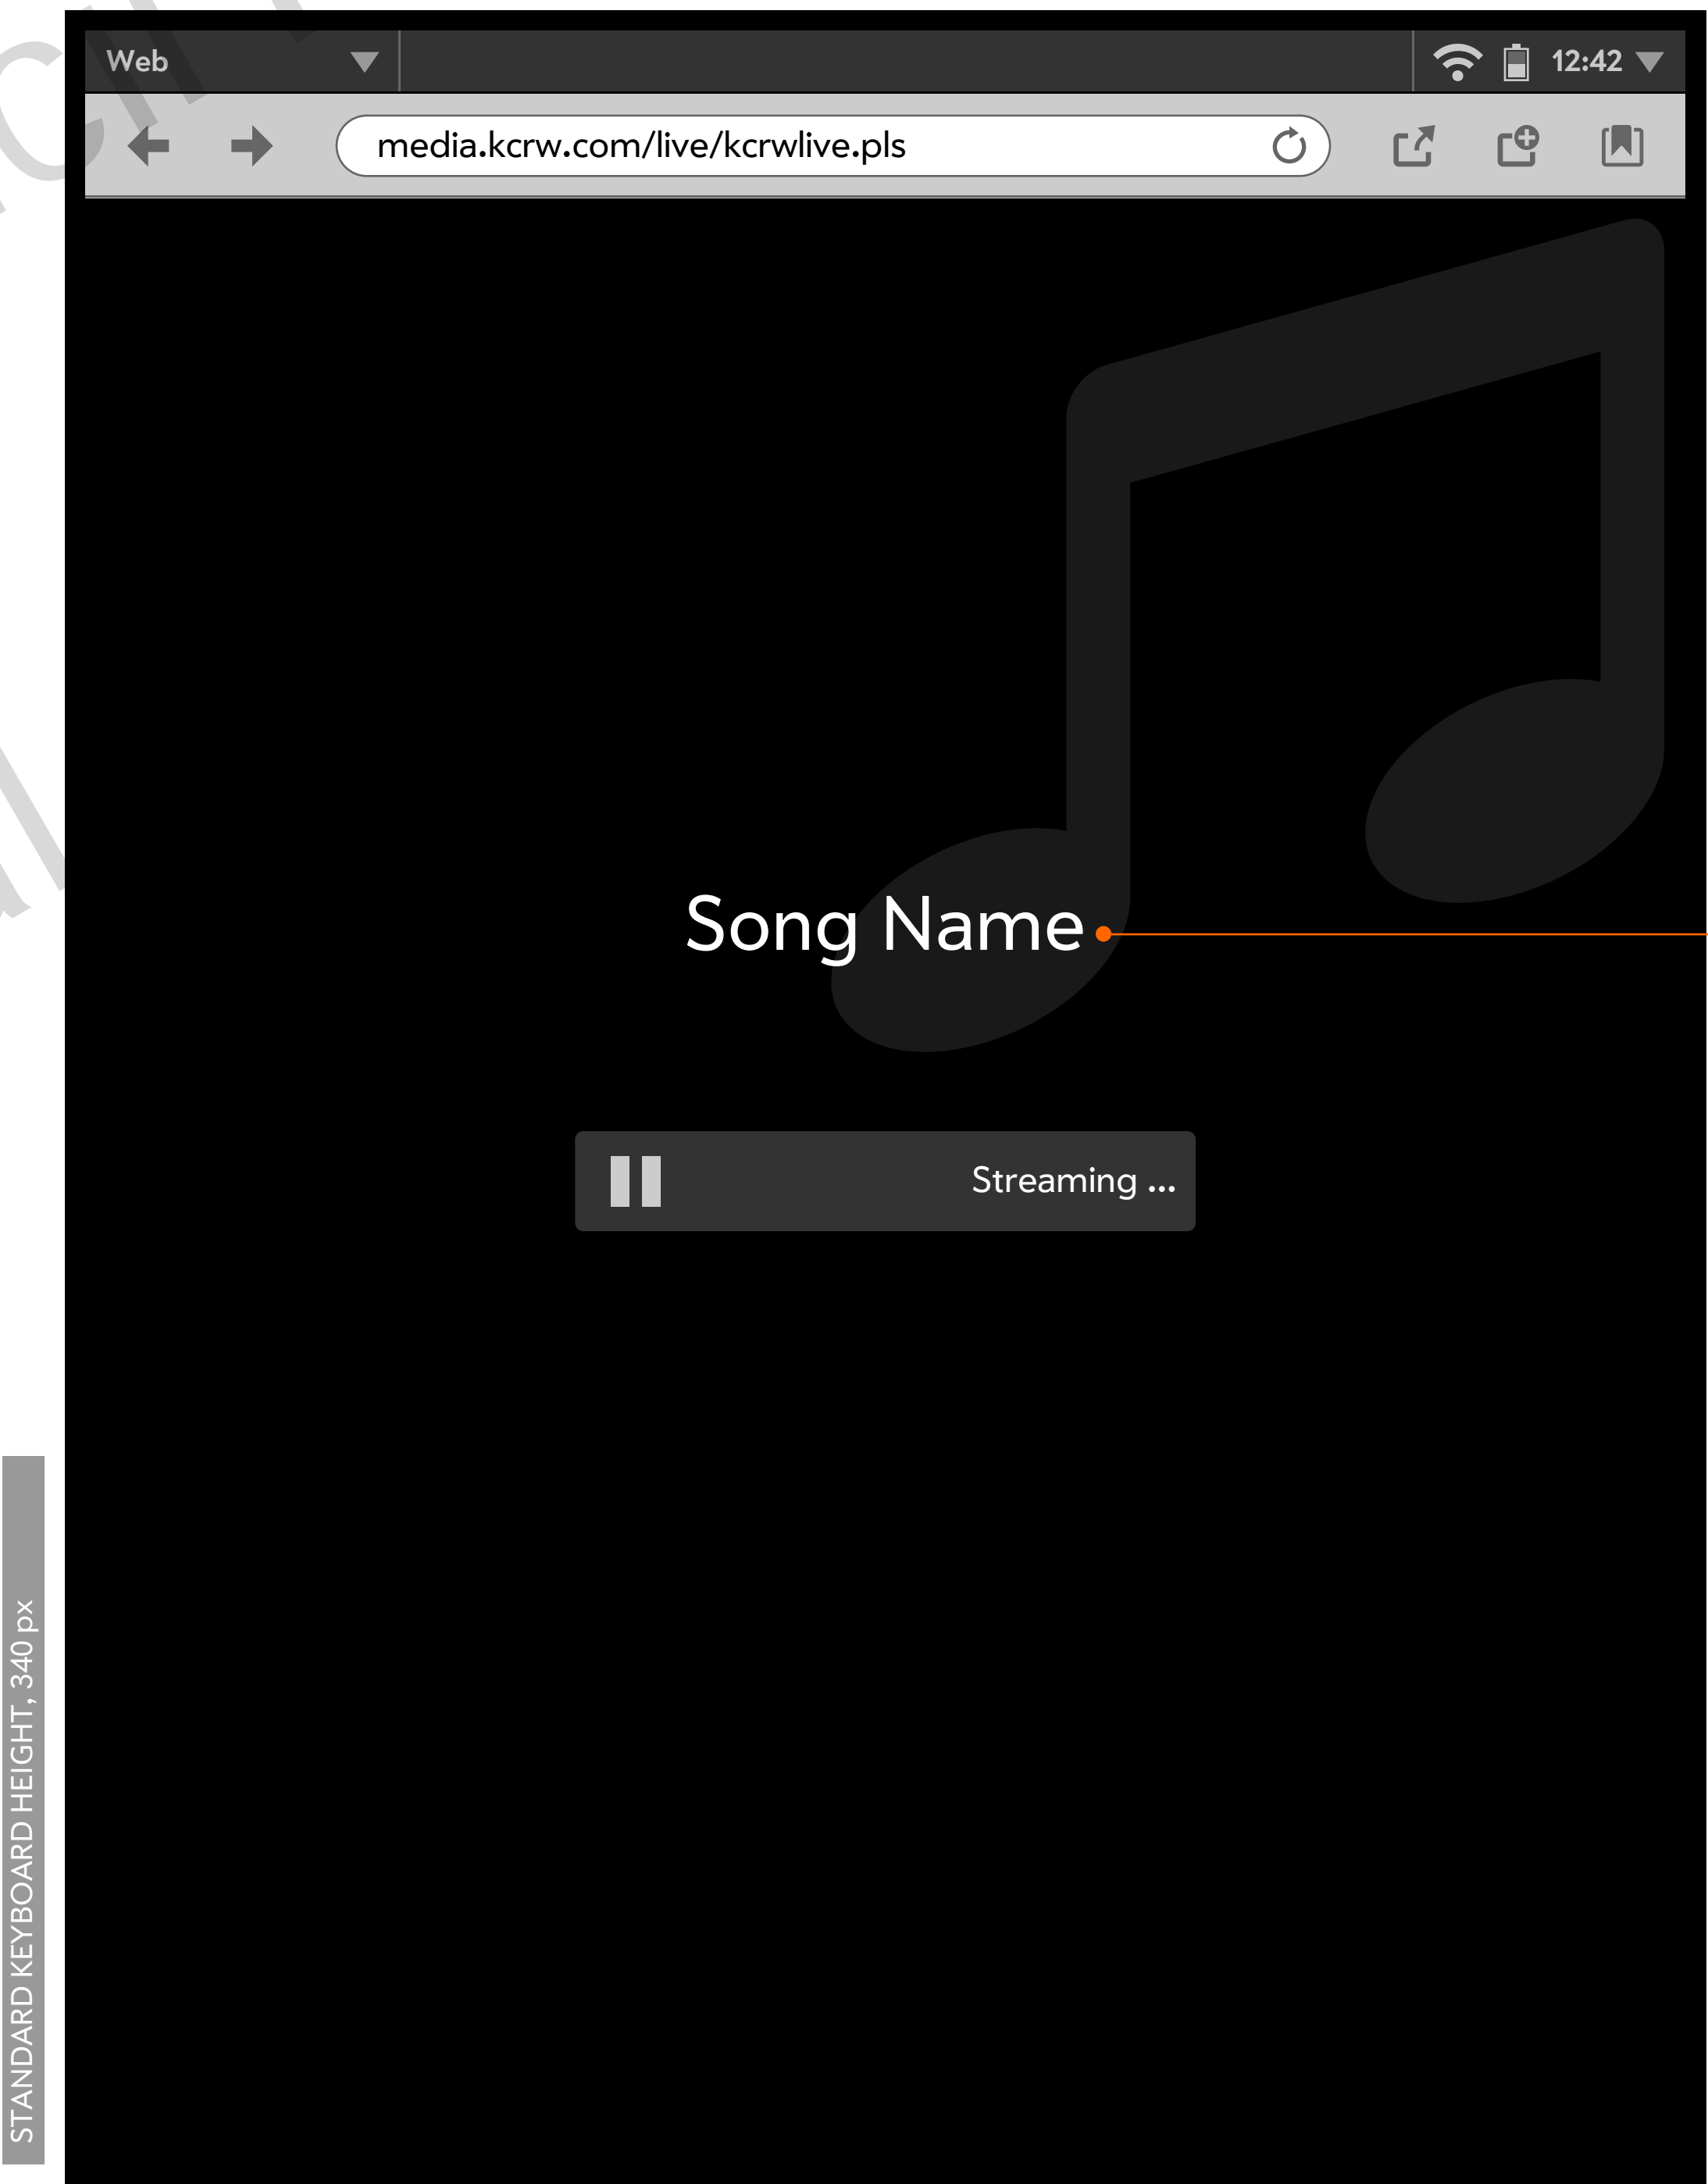 Web
12:42
media.kcrw.com/live/kcrwlive.pls
Song Name
Streaming ...
STANDARD KEYBOARD HEIGHT, 340 px